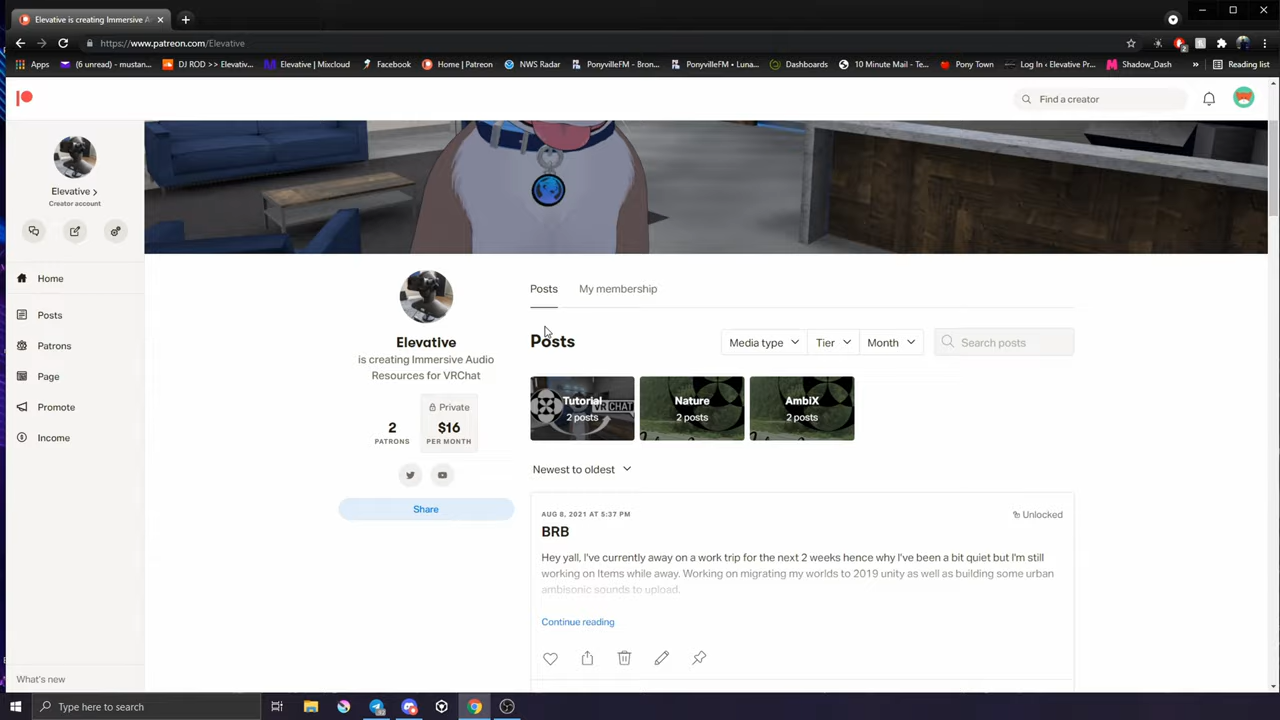 Elevative is creating Immersive A
https://www.patreon.com/Elevative
Apps
(6 unread) - mustan...
DJ ROD >> Elevativ...
Elevative | Mixcloud
Facebook
Home | Patreon
NWS Radar
PonyvilleFM - Bron...
PonyvilleFM - Luna...
Dashboards
10 Minute Mail - Te...
Pony Town
Log In ‹ Elevative Pr...
Shadow_Dash
»
Reading list
Find a creator
Elevative
Creator account
Home
Posts
Patrons
Page
Promote
Income
What's new
Elevative
is creating Immersive Audio
Resources for VRChat
2
PATRONS
Private
$16
PER MONTH
Share
Posts
My membership
Posts
Media type
Tier
Month
Search posts
VRCHAT
Tutorial
2 posts
Nature
2 posts
AmbiX
2 posts
Newest to oldest
AUG 8, 2021 AT 5:37 PM
Unlocked
BRB
Hey yall, I've currently away on a work trip for the next 2 weeks hence why I've been a bit quiet but I'm still
working on Items while away. Working on migrating my worlds to 2019 unity as well as building some urban
ambisonic sounds to upload.
Continue reading
Type here to search